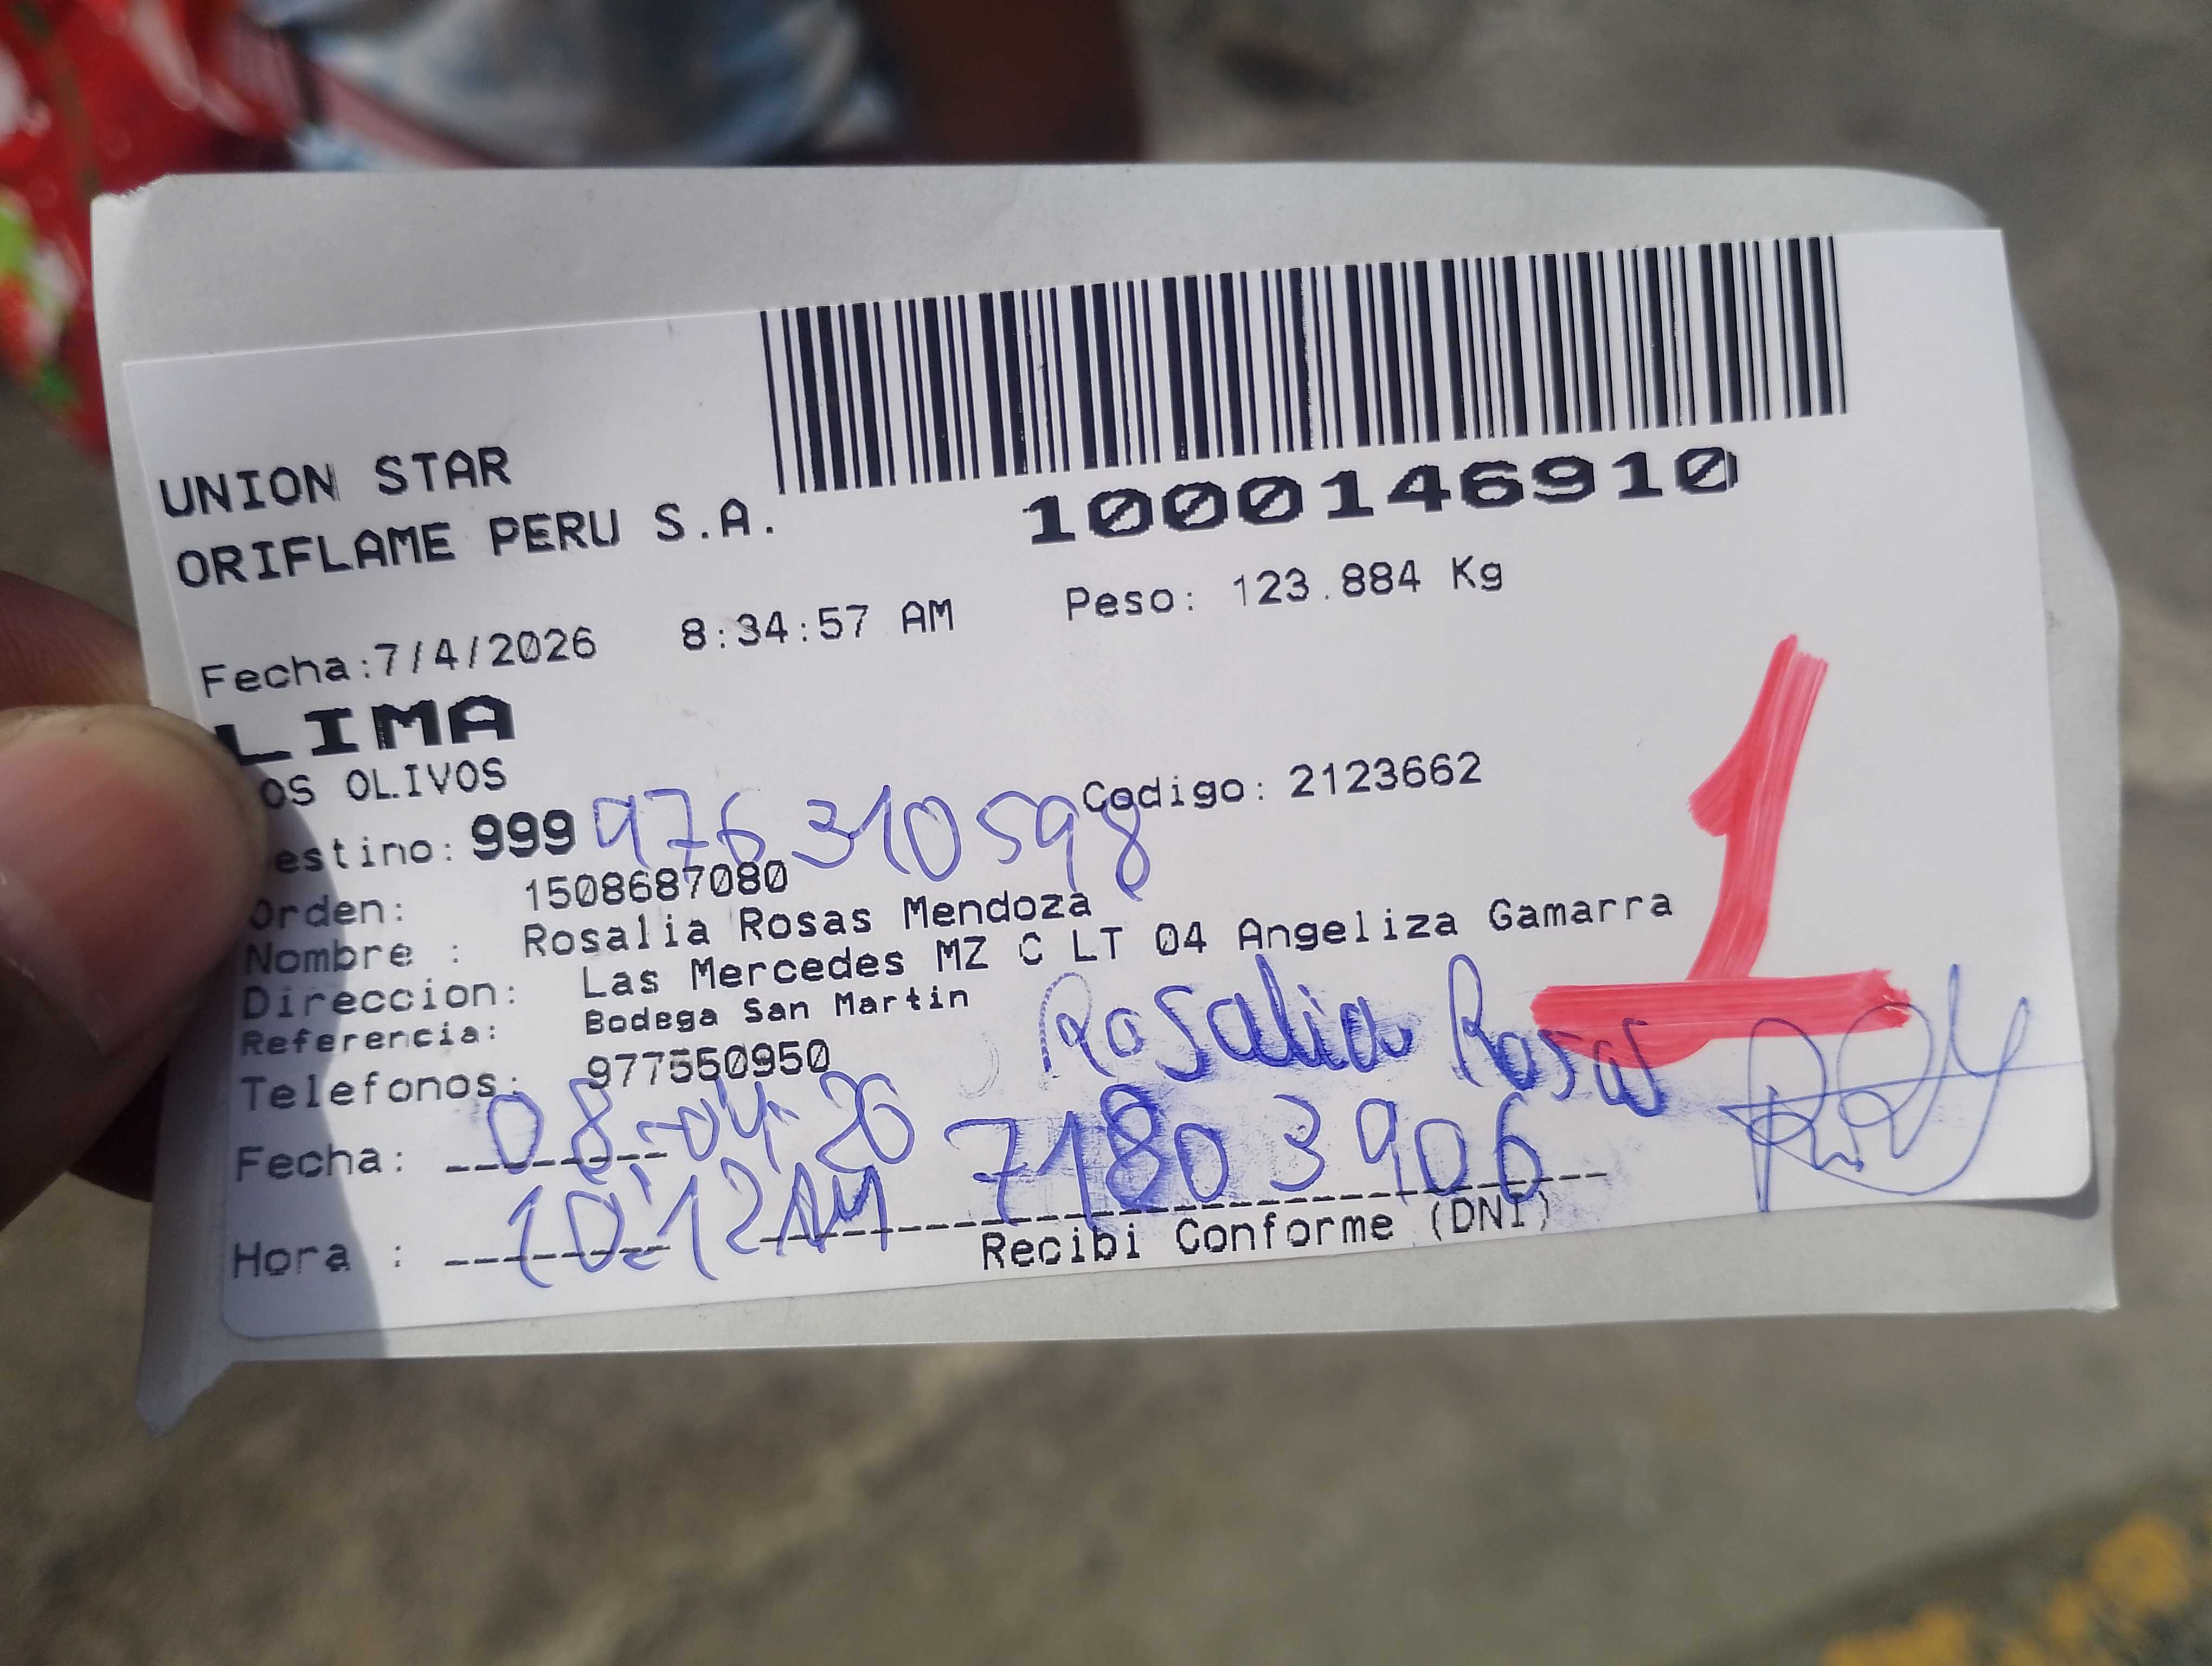 UNION STAR
ORIFLAME PERU S.A.
1000146910
Fecha:7/4/2026 8:34:57 AM Peso: 123.884 Kg
LIMA
OS OLIVOS
Codigo: 2123662
estino: 999 976 310 598
Orden: 1508687080
Nombre : Rosalia Rosas Mendoza
Direccion: Las Mercedes MZ C LT 04 Angeliza Gamarra
Referencia: Bodega San Martin
Telefonos: 977550950
Rosalia Rosas
1
Fecha: 08-04-26
71803906
Hora : 10:12AM
Recibi Conforme (DNI)